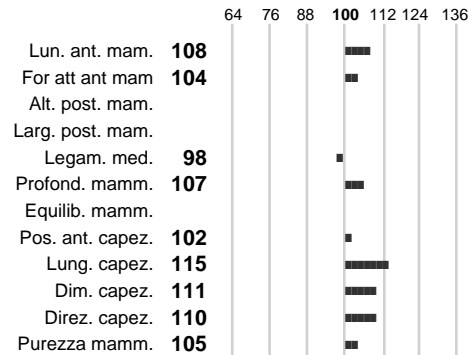 64 76 88 100 112 124 136
Lun. ant. mam. 108
For att ant mam 104
Alt. post. mam.
Larg. post. mam.
Legam. med. 98
Profond. mamm. 107
Equilib. mamm.
Pos. ant. capez. 102
Lung. capez. 115
Dim. capez. 111
Direz. capez. 110
Purezza mamm. 105